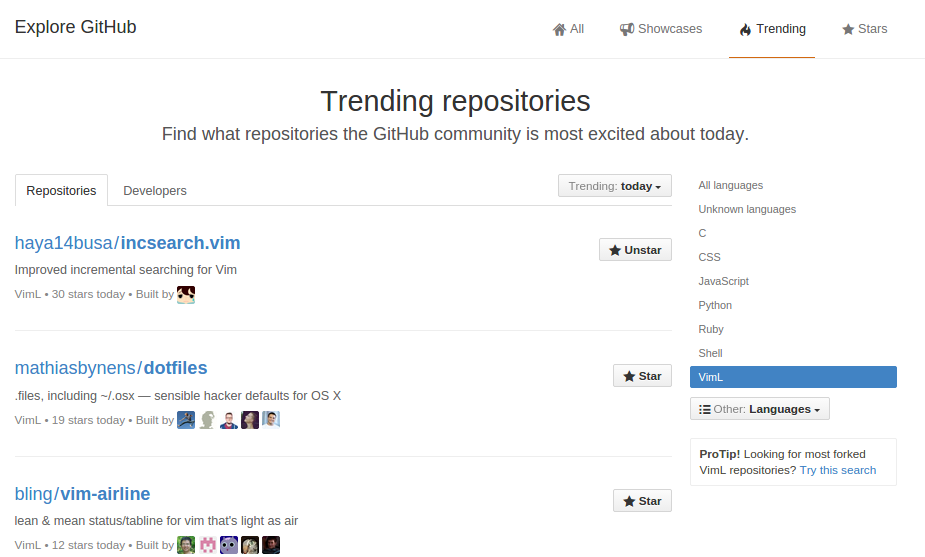 Explore GitHub
All
Showcases
Trending
Stars
Trending repositories
Find what repositories the GitHub community is most excited about today.
Repositories
Developers
Trending: today
haya14busa/incsearch.vim
Unstar
Improved incremental searching for Vim
VimL • 30 stars today • Built by
mathiasbynens/dotfiles
Star
.files, including ~/.osx — sensible hacker defaults for OS X
VimL • 19 stars today • Built by
bling/vim-airline
Star
lean & mean status/tabline for vim that's light as air
VimL • 12 stars today • Built by
All languages
Unknown languages
C
CSS
JavaScript
Python
Ruby
Shell
VimL
Other: Languages
ProTip! Looking for most forked
VimL repositories? Try this search